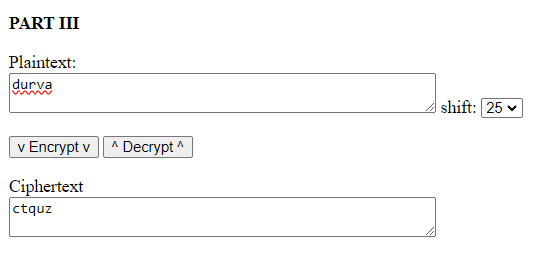 PART III
Plaintext:
durva
shift: 25
v Encrypt v ^ Decrypt ^
Ciphertext
ctquz